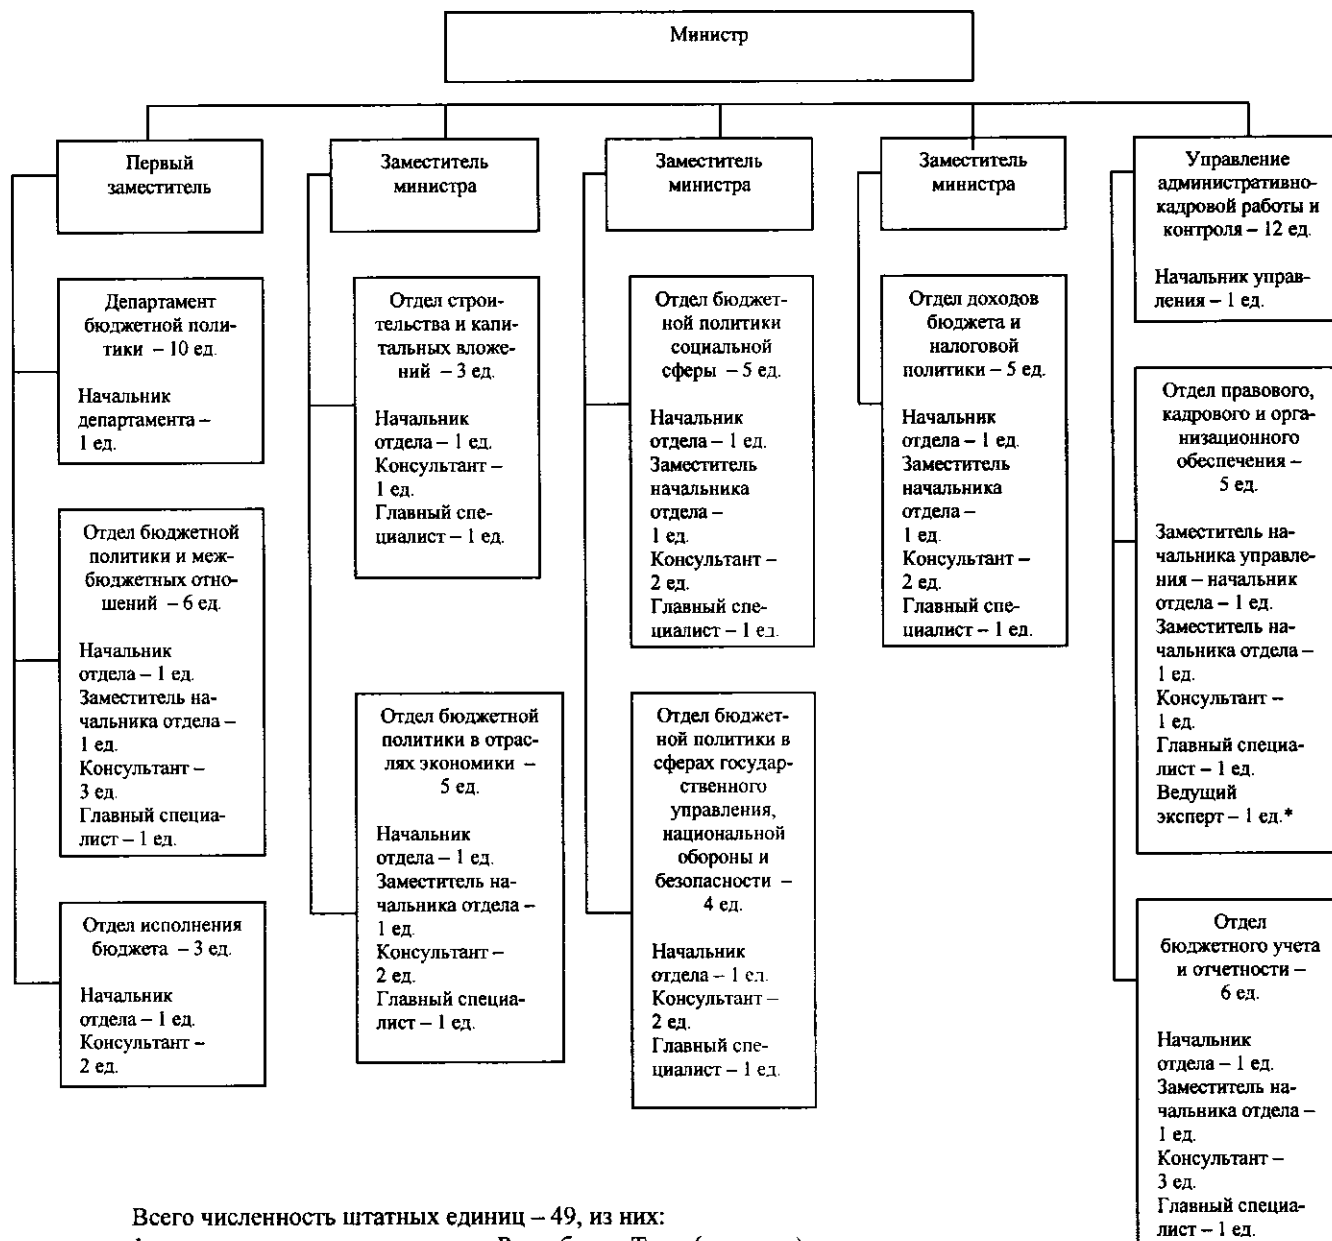 Министр
Первый
заместитель
Департамент
бюджетной поли-
тики – 10 ед.
Начальник
департамента –
1 ед.
Отдел бюджетной
политики и меж-
бюджетных отно-
шений – 6 ед.
Начальник
отдела – 1 ед.
Заместитель на-
чальника отдела –
1 ед.
Консультант –
3 ед.
Главный специа-
лист – 1 ед.
Отдел исполнения
бюджета – 3 ед.
Начальник
отдела – 1 ед.
Консультант –
2 ед.
Заместитель
министра
Отдел строи-
тельства и капи-
тальных вложе-
ний – 3 ед.
Начальник
отдела – 1 ед.
Консультант –
1 ед.
Главный спе-
циалист – 1 ед.
Отдел бюджетной
политики в отрас-
лях экономики –
5 ед.
Начальник
отдела – 1 ед.
Заместитель на-
чальника отдела –
1 ед.
Консультант –
2 ед.
Главный специа-
лист – 1 ед.
Заместитель
министра
Отдел бюджет-
ной политики
социальной
сферы – 5 ед.
Начальник
отдела – 1 ед.
Заместитель
начальника
отдела –
1 ед.
Консультант –
2 ед.
Главный спе-
циалист – 1 ед.
Отдел бюджет-
ной политики в
сферах государ-
ственного
управления,
национальной
обороны и
безопасности –
4 ед.
Начальник
отдела – 1 ед.
Консультант –
2 ед.
Главный спе-
циалист – 1 ед.
Заместитель
министра
Отдел доходов
бюджета и
налоговой
политики – 5 ед.
Начальник
отдела – 1 ед.
Заместитель
начальника
отдела –
1 ед.
Консультант –
2 ед.
Главный спе-
циалист – 1 ед.
Управление
административно-
кадровой работы и
контроля – 12 ед.
Начальник управ-
ления – 1 ед.
Отдел правового,
кадрового и орга-
низационного
обеспечения –
5 ед.
Заместитель на-
чальника управле-
ния – начальник
отдела – 1 ед.
Заместитель на-
чальника отдела –
1 ед.
Консультант –
1 ед.
Главный специа-
лист – 1 ед.
Ведущий
эксперт – 1 ед.*
Отдел
бюджетного учета
и отчетности –
6 ед.
Начальник
отдела – 1 ед.
Заместитель на-
чальника отдела –
1 ед.
Консультант –
3 ед.
Главный специа-
лист – 1 ед.
Всего численность штатных единиц – 49, из них: